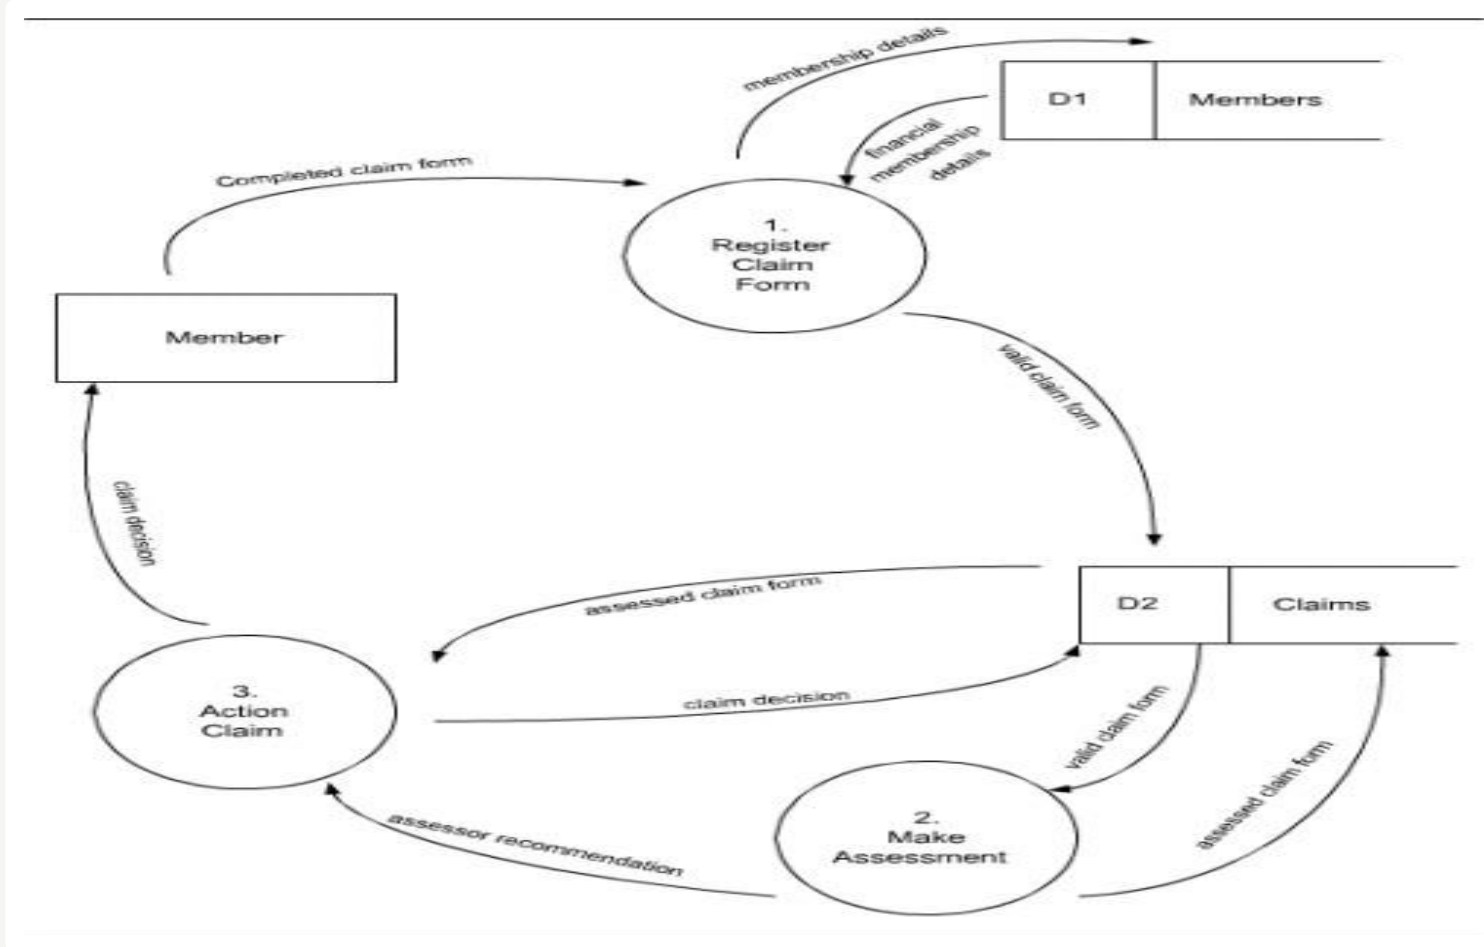 membership details
D1
Members
financial
membership
details
Completed claim form
1.
Register
Claim
Form
Member
valid claim form
claim decision
assessed claim form
D2
Claims
3.
Action
Claim
claim decision
valid claim form
assessed claim form
2.
Make
Assessment
assessor recommendation